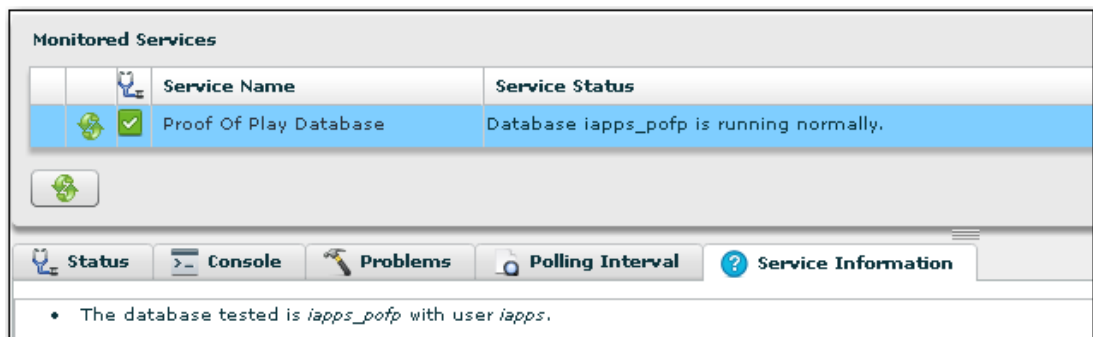 Monitored Services
Service Name Service Status
Proof Of Play Database Database iapps_pofp is running normally.
Status Console Problems Polling Interval Service Information
• The database tested is iapps_pofp with user iapps.